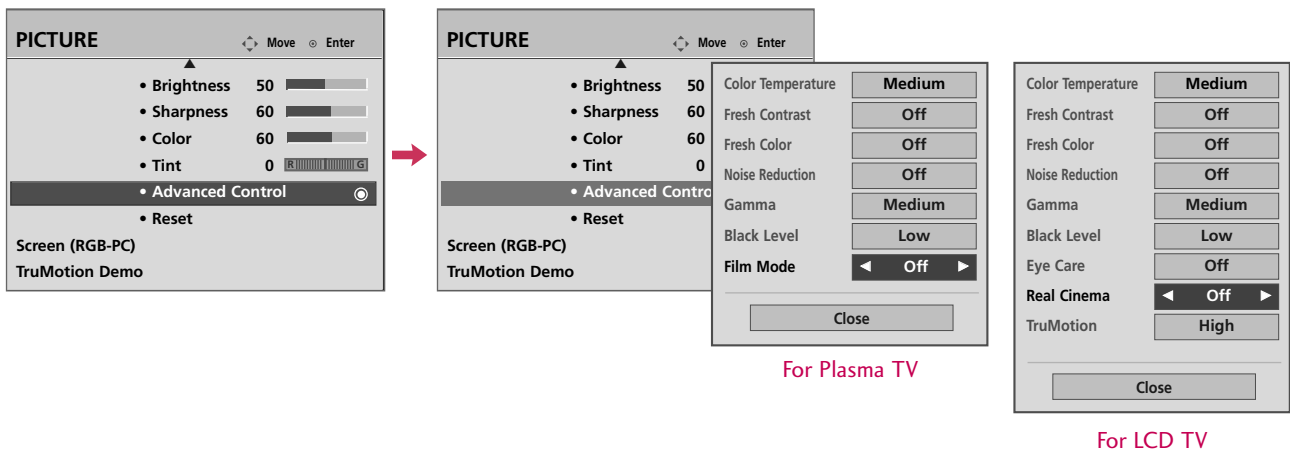 PICTURE
Move
Enter
• Brightness 50
• Sharpness 60
• Color 60
• Tint 0 R G
• Advanced Control
• Reset
Screen (RGB-PC)
TruMotion Demo
PICTURE
Move
Enter
• Brightness 50
• Sharpness 60
• Color 60
• Tint 0
• Advanced Contro
• Reset
Screen (RGB-PC)
TruMotion Demo
Color Temperature Medium
Fresh Contrast Off
Fresh Color Off
Noise Reduction Off
Gamma Medium
Black Level Low
Film Mode ◀ Off ▶
Close
For Plasma TV
Color Temperature Medium
Fresh Contrast Off
Fresh Color Off
Noise Reduction Off
Gamma Medium
Black Level Low
Eye Care Off
Real Cinema ◀ Off ▶
TruMotion High
Close
For LCD TV